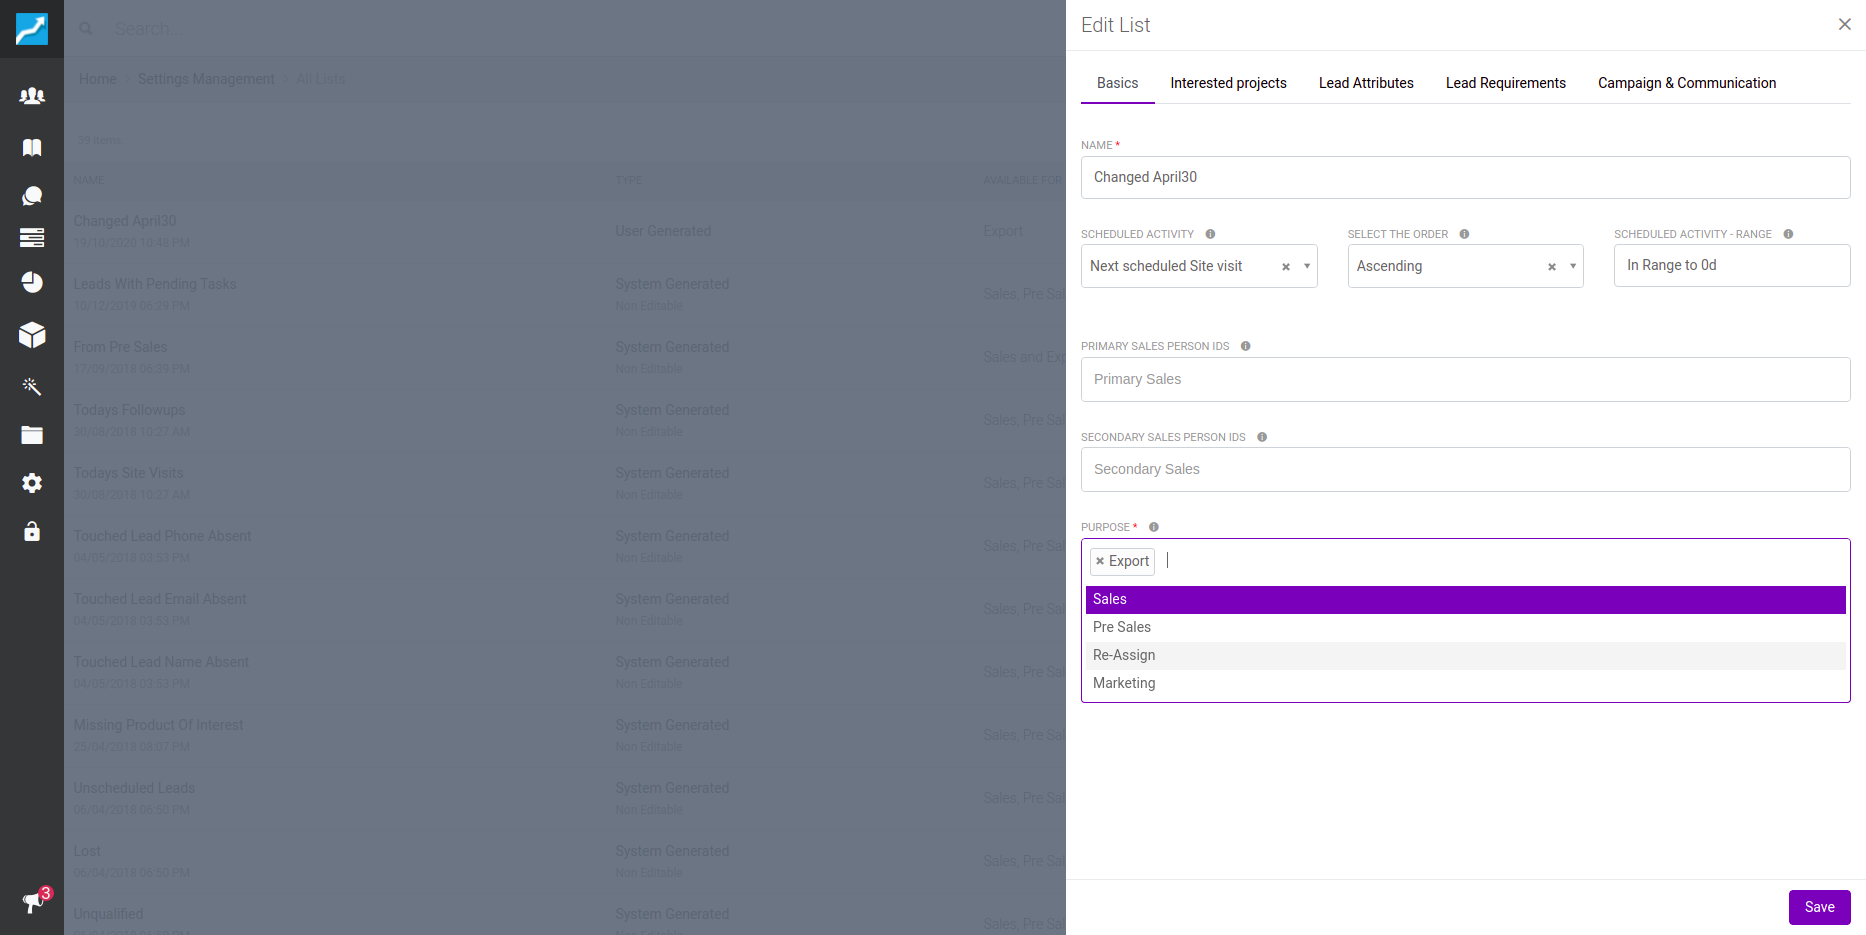 Search...
Home > Settings Management > All Lists
39 items
NAME TYPE AVAILABLE FOR
Changed April30 User Generated Export
19/10/2020 10:46 PM
Leads With Pending Tasks System Generated Sales, Pre Sal
10/12/2019 06:29 PM Non Editable
From Pre Sales System Generated Sales and Exp
17/09/2018 06:39 PM Non Editable
Todays Followups System Generated Sales, Pre Sal
30/08/2018 10:27 AM Non Editable
Todays Site Visits System Generated Sales, Pre Sal
30/08/2018 10:27 AM Non Editable
Touched Lead Phone Absent System Generated Sales, Pre Sal
04/05/2018 03:53 PM Non Editable
Touched Lead Email Absent System Generated Sales, Pre Sal
04/05/2018 03:53 PM Non Editable
Touched Lead Name Absent System Generated Sales, Pre Sal
04/05/2018 03:53 PM Non Editable
Missing Product Of Interest System Generated Sales, Pre Sal
25/04/2018 08:07 PM Non Editable
Unscheduled Leads System Generated Sales, Pre Sal
06/04/2018 06:50 PM Non Editable
Lost System Generated Sales, Pre Sal
06/04/2018 06:50 PM Non Editable
Unqualified System Generated Sales, Pre Sal
3
Edit List
Basics Interested projects Lead Attributes Lead Requirements Campaign & Communication
NAME *
Changed April30
SCHEDULED ACTIVITY SELECT THE ORDER SCHEDULED ACTIVITY - RANGE
Next scheduled Site visit Ascending In Range to 0d
PRIMARY SALES PERSON IDS
Primary Sales
SECONDARY SALES PERSON IDS
Secondary Sales
PURPOSE *
Export
Sales
Pre Sales
Re-Assign
Marketing
Save